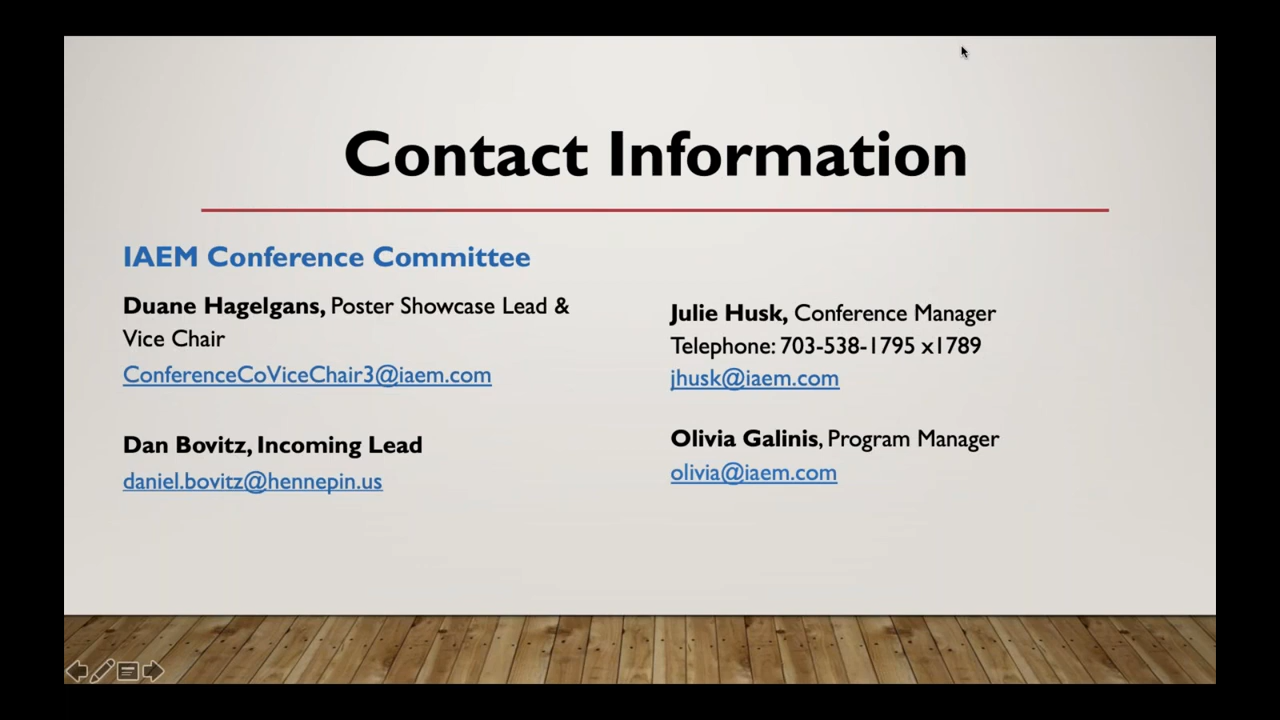 Contact Information
IAEM Conference Committee
Duane Hagelgans, Poster Showcase Lead &
Vice Chair
ConferenceCoViceChair3@iaem.com
Dan Bovitz, Incoming Lead
daniel.bovitz@hennepin.us
Julie Husk, Conference Manager
Telephone: 703-538-1795 x1789
jhusk@iaem.com
Olivia Galinis, Program Manager
olivia@iaem.com